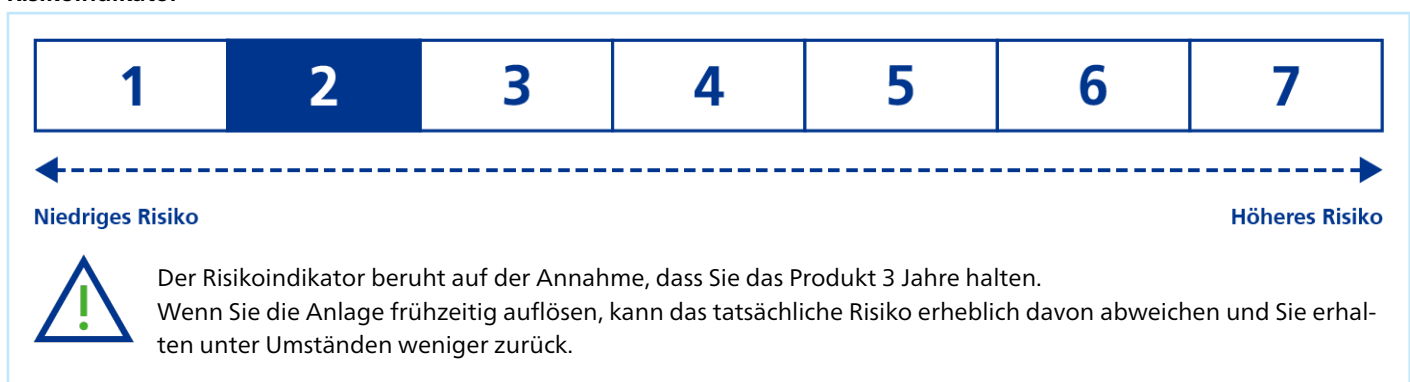 1 2 3 4 5 6 7
Niedriges Risiko Höheres Risiko
Der Risikoindikator beruht auf der Annahme, dass Sie das Produkt 3 Jahre halten.
Wenn Sie die Anlage frühzeitig auflösen, kann das tatsächliche Risiko erheblich davon abweichen und Sie erhal-
ten unter Umständen weniger zurück.